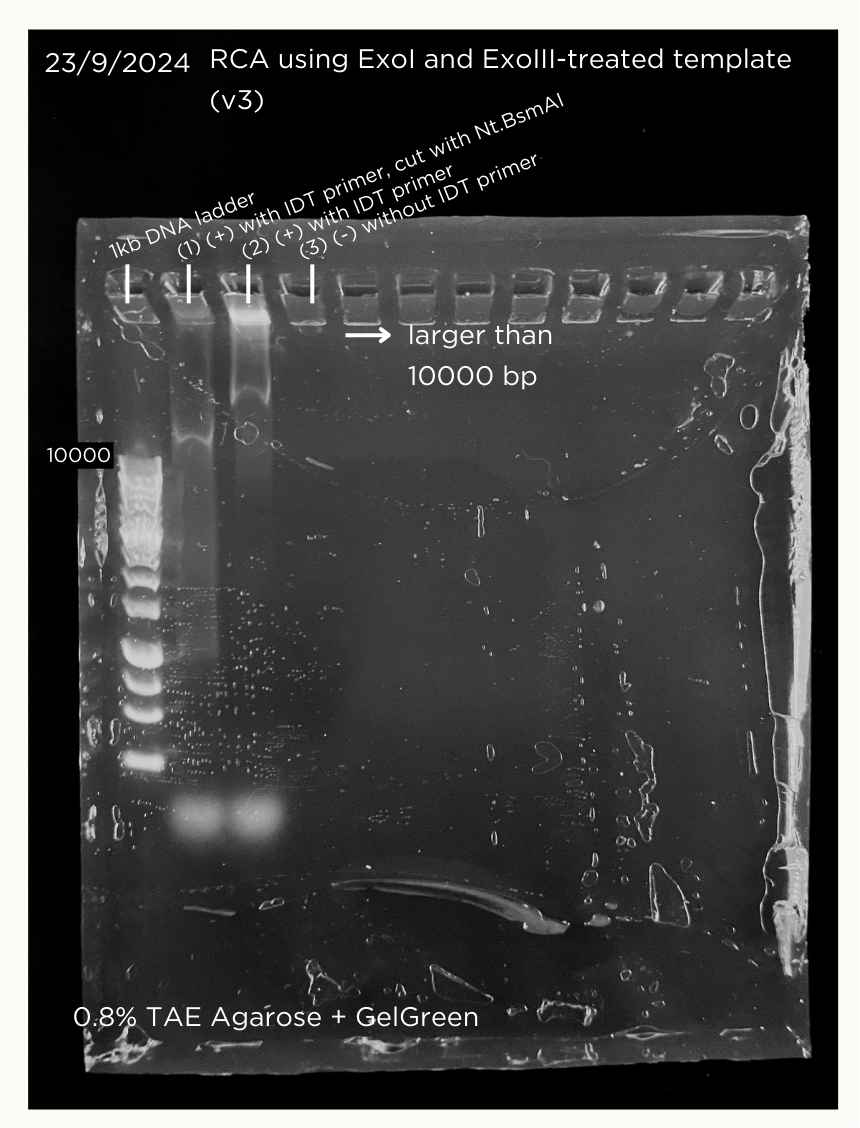 23/9/2024 RCA using ExoI and ExoIII-treated template
(v3)
1kb DNA ladder
(1) (+) with IDT primer, cut with Nt.BsmAI
(2) (+) with IDT primer
(3) (-) without IDT primer
larger than
10000 bp
10000
0.8% TAE Agarose + GelGreen